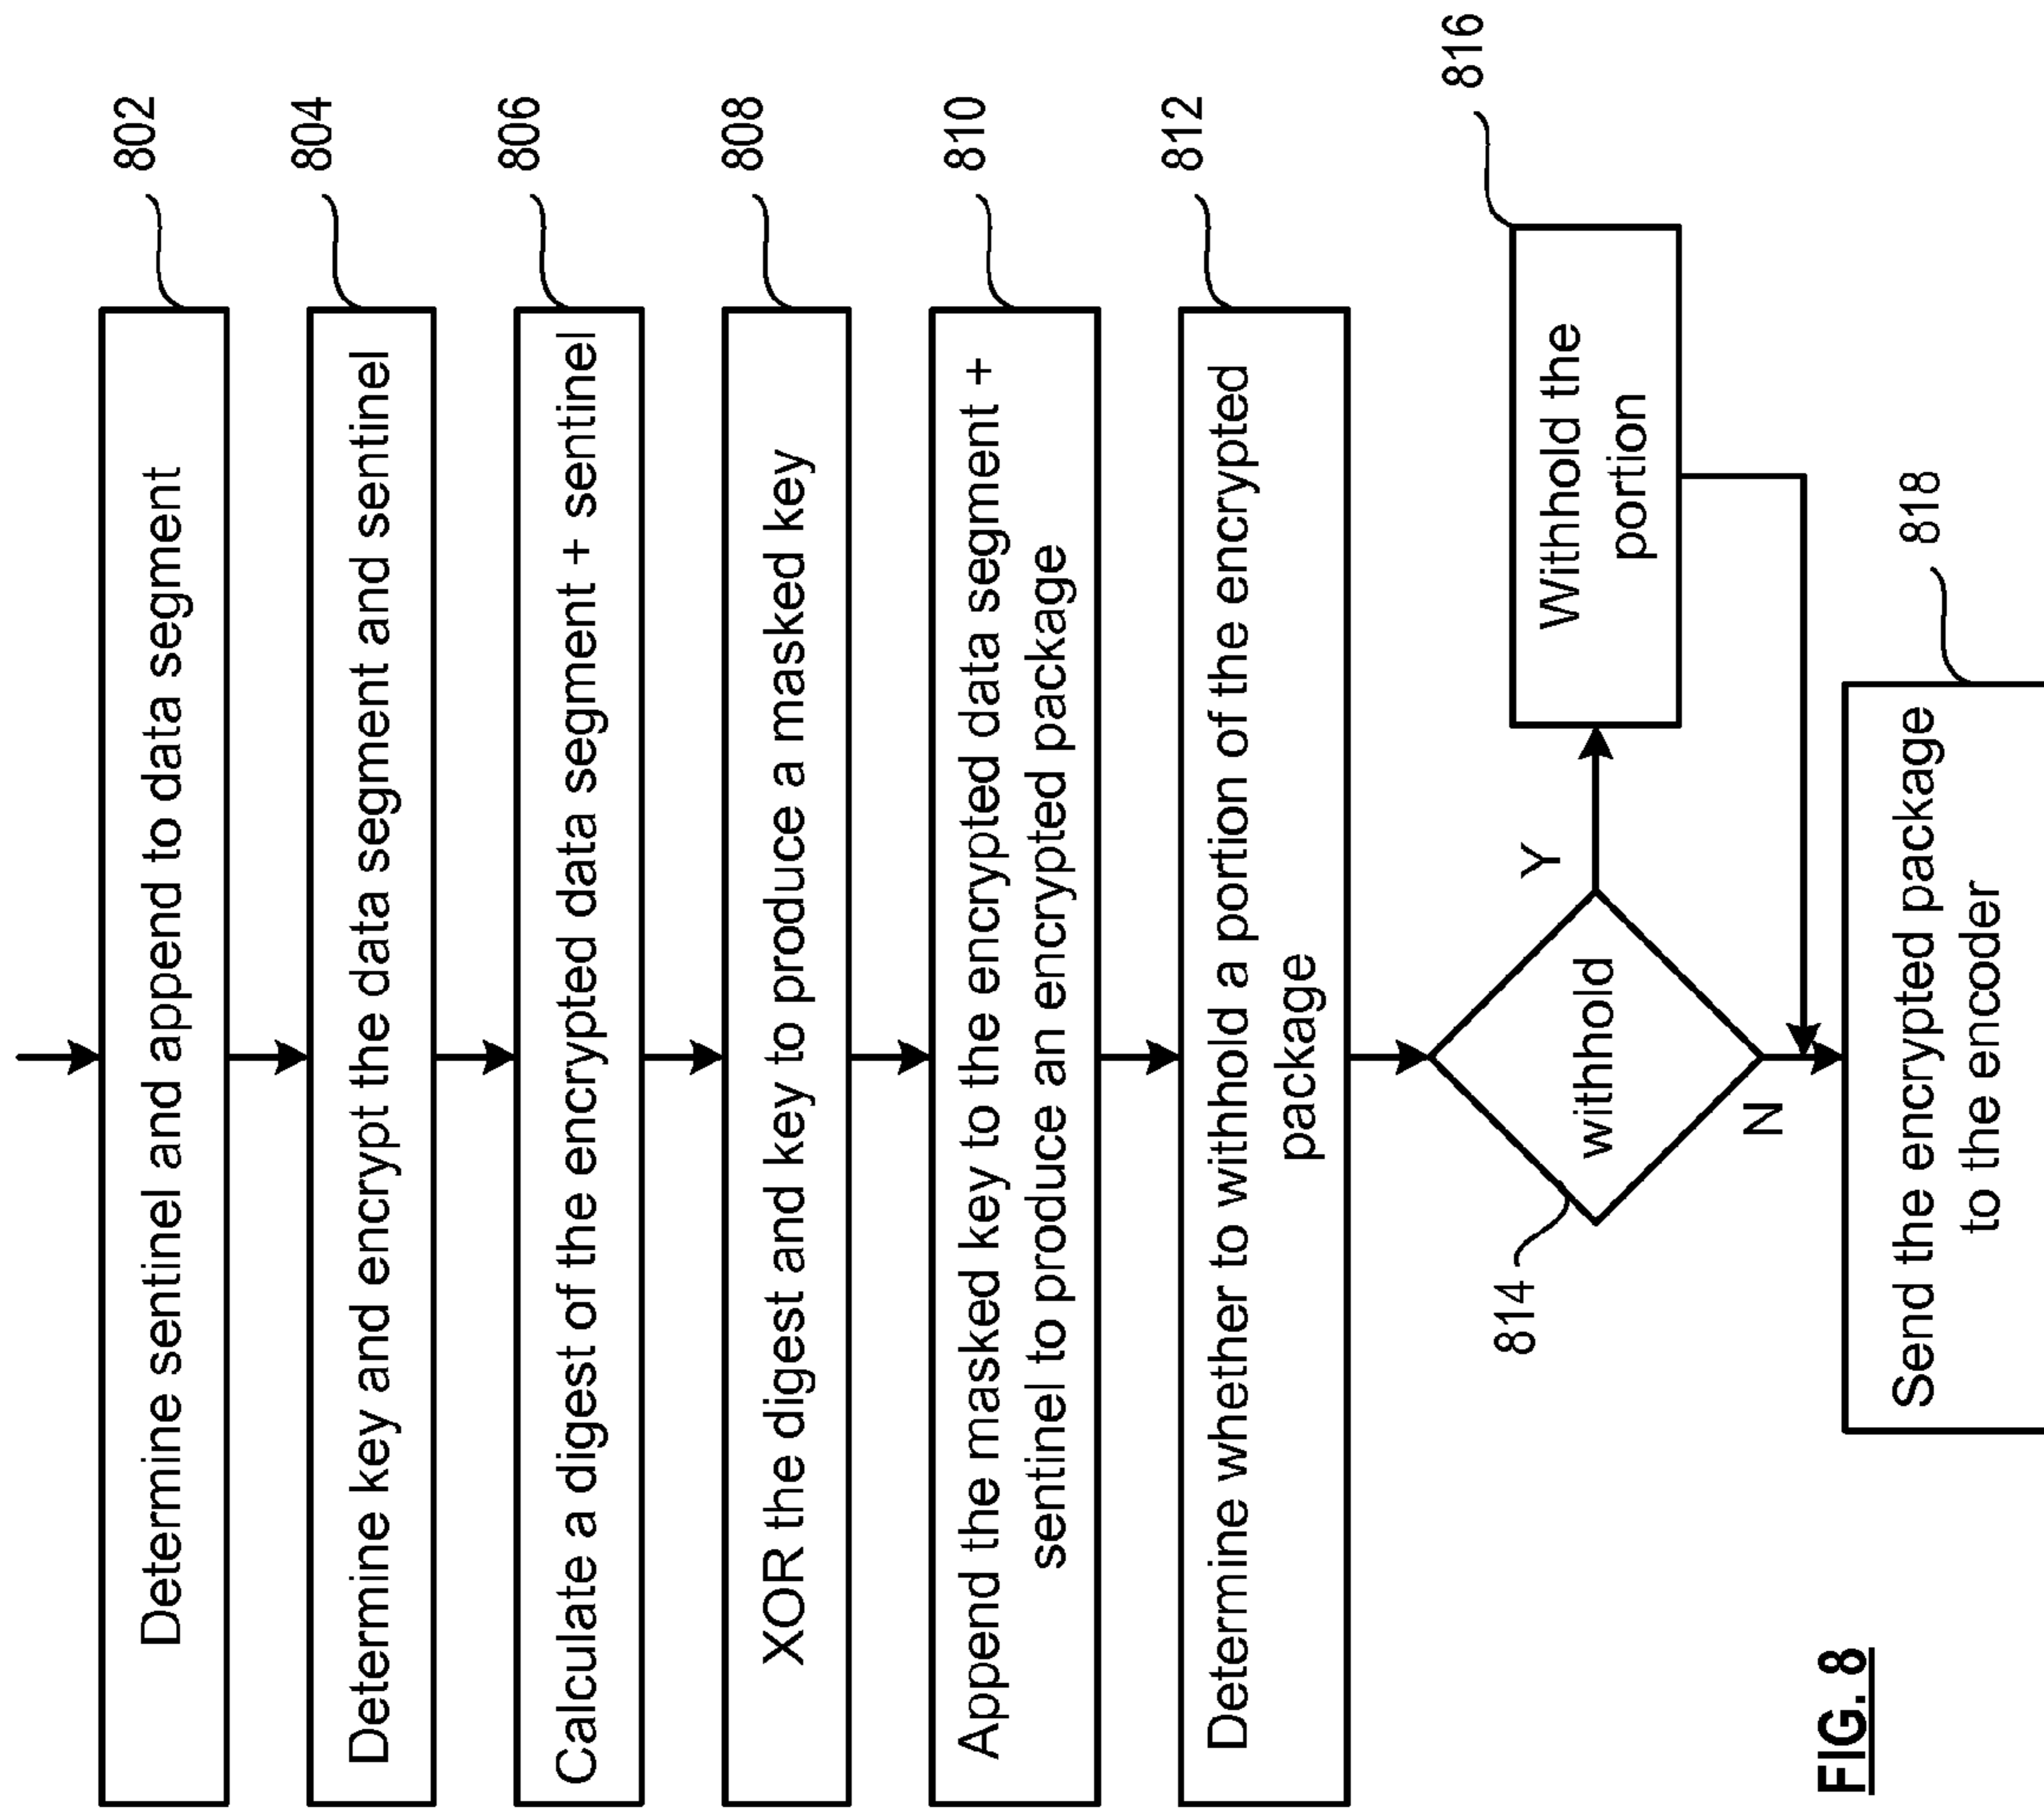 802
Determine sentinel and append to data segment
804
Determine key and encrypt the data segment and sentinel
806
Calculate a digest of the encrypted data segment + sentinel
808
XOR the digest and key to produce a masked key
810
Append the masked key to the encrypted data segment +
sentinel to produce an encrypted package
812
Determine whether to withhold a portion of the encrypted
package
814
withhold
Y
816
Withhold the
portion
N
818
Send the encrypted package
to the encoder
FIG. 8